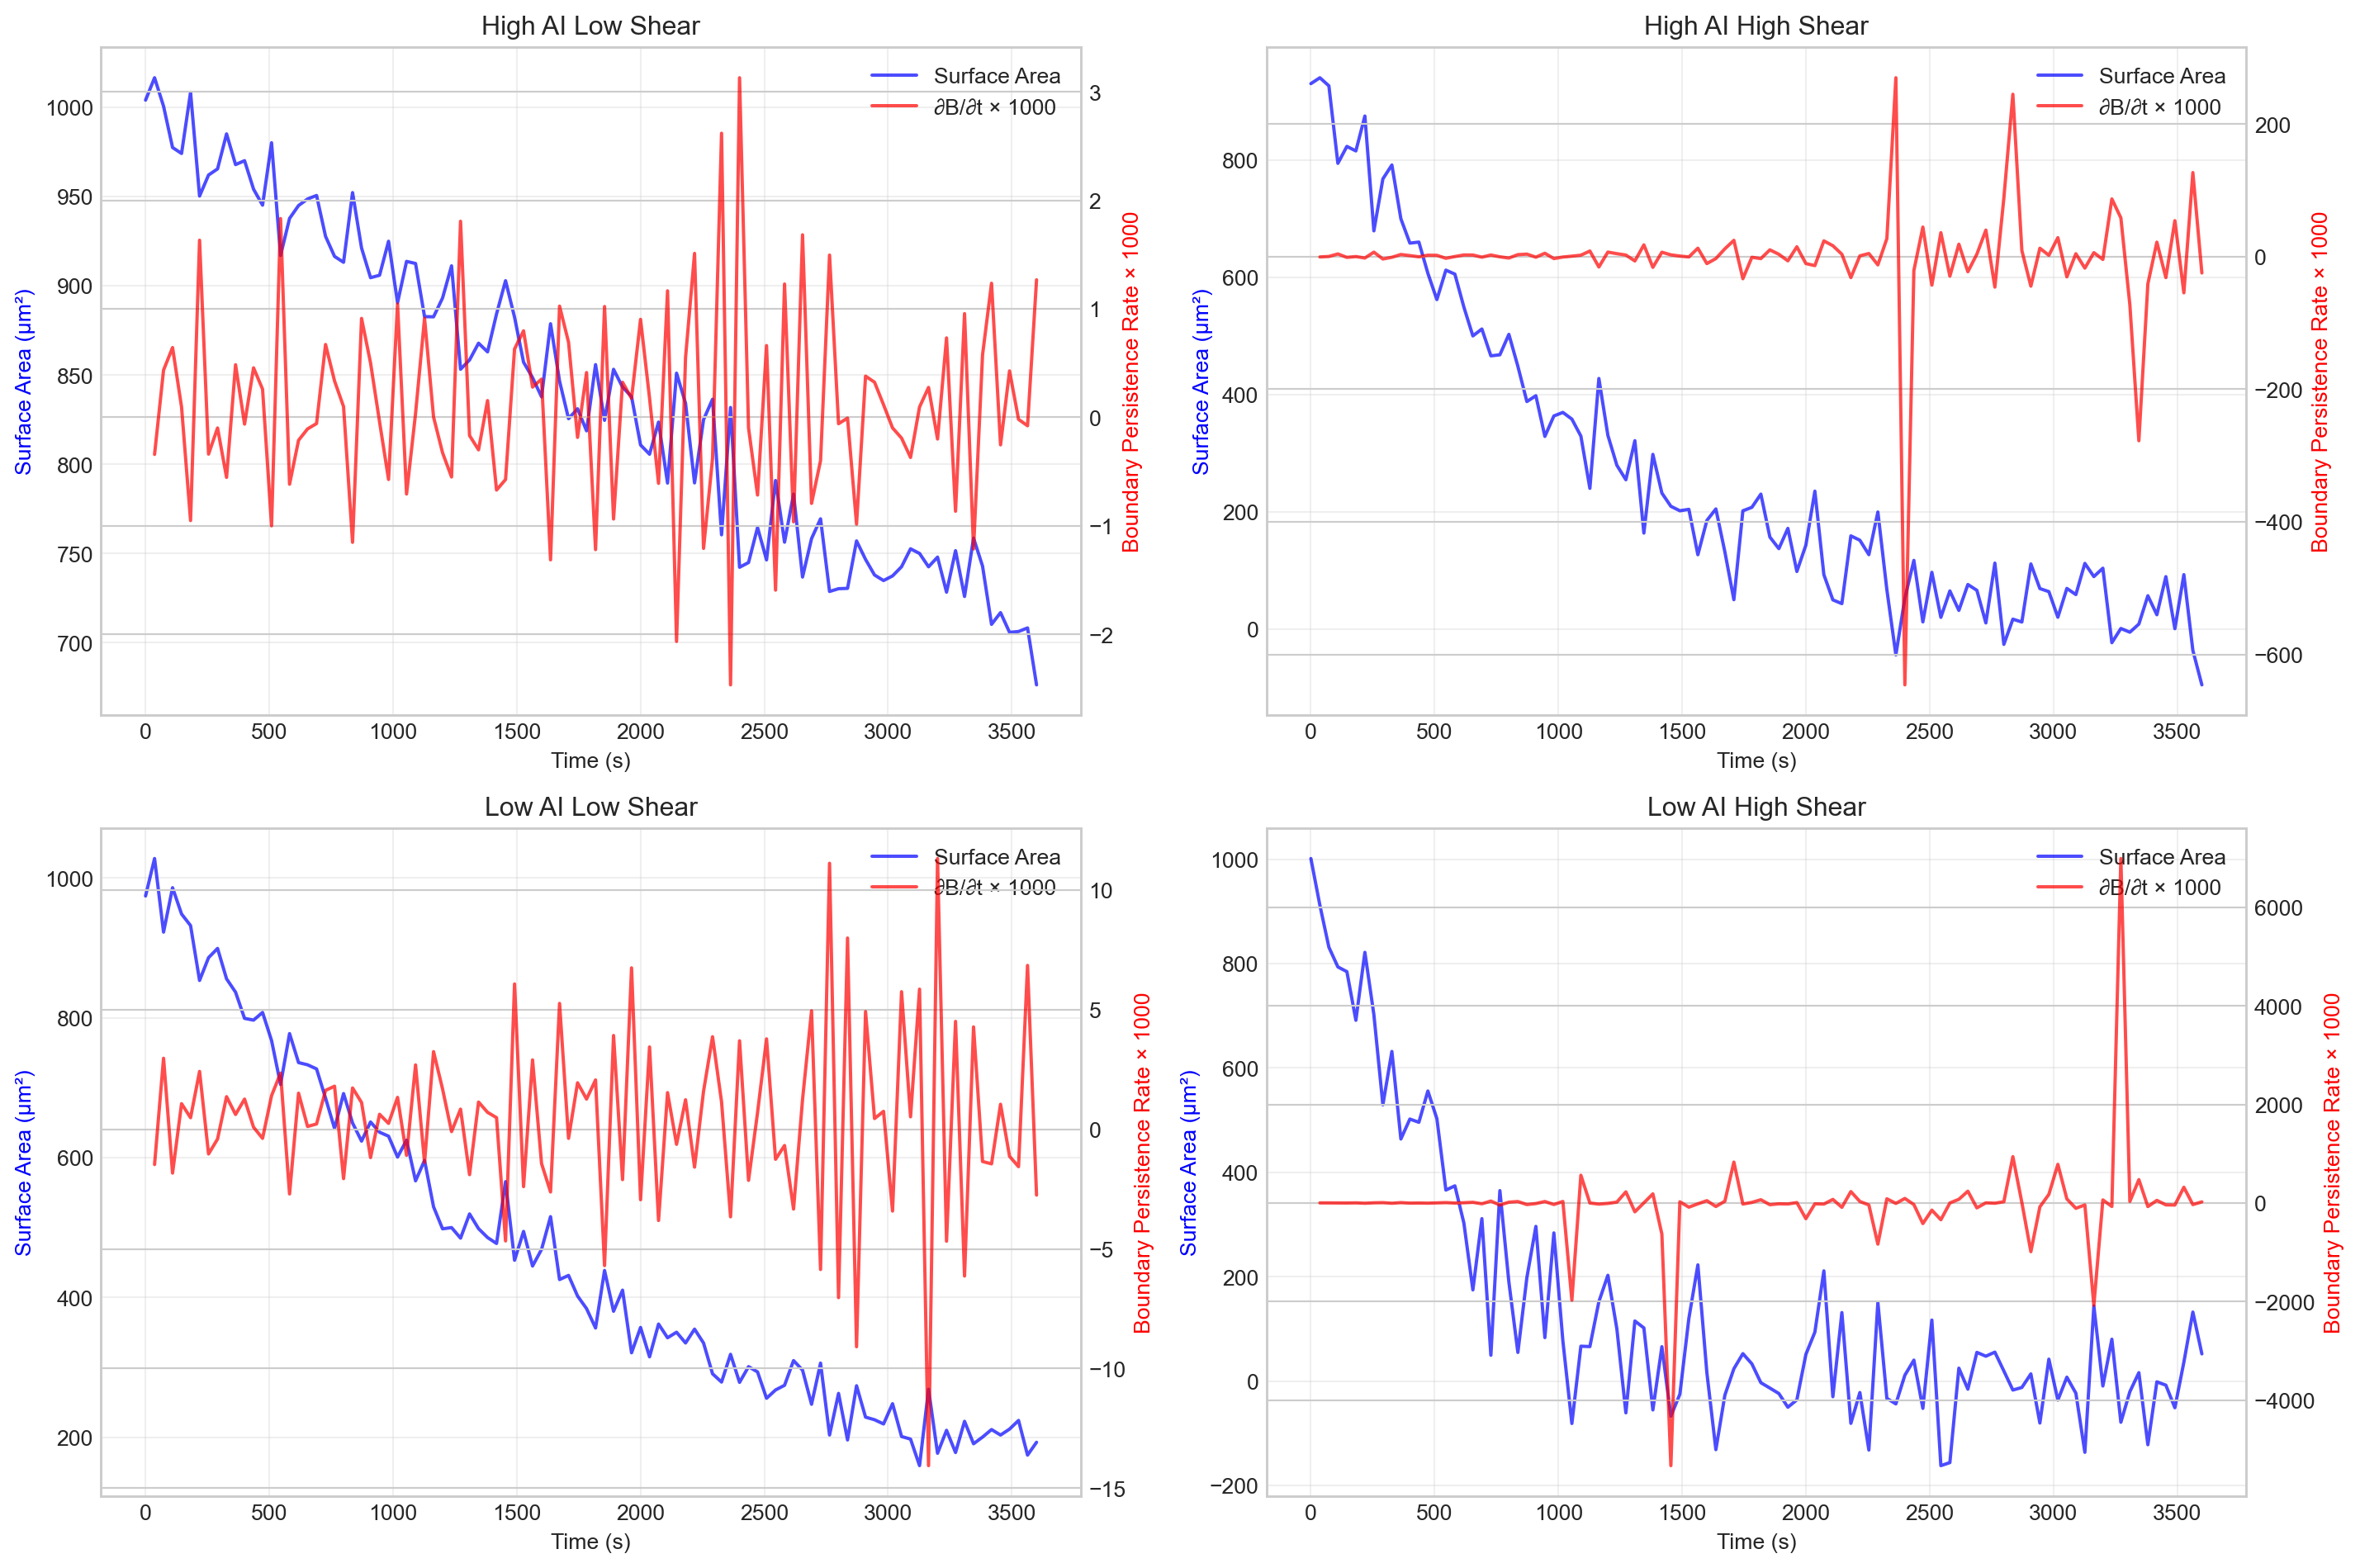 High AI Low Shear
Surface Area
∂B/∂t × 1000
1000
950
900
850
800
750
700
Surface Area (μm²)
3
2
1
0
−1
−2
Boundary Persistence Rate × 1000
0 500 1000 1500 2000 2500 3000 3500
Time (s)
High AI High Shear
Surface Area
∂B/∂t × 1000
800
600
400
200
0
Surface Area (μm²)
200
0
−200
−400
−600
Boundary Persistence Rate × 1000
0 500 1000 1500 2000 2500 3000 3500
Time (s)
Low AI Low Shear
Surface Area
∂B/∂t × 1000
1000
800
600
400
200
Surface Area (μm²)
10
5
0
−5
−10
−15
Boundary Persistence Rate × 1000
0 500 1000 1500 2000 2500 3000 3500
Time (s)
Low AI High Shear
Surface Area
∂B/∂t × 1000
1000
800
600
400
200
0
−200
Surface Area (μm²)
6000
4000
2000
0
−2000
−4000
Boundary Persistence Rate × 1000
0 500 1000 1500 2000 2500 3000 3500
Time (s)